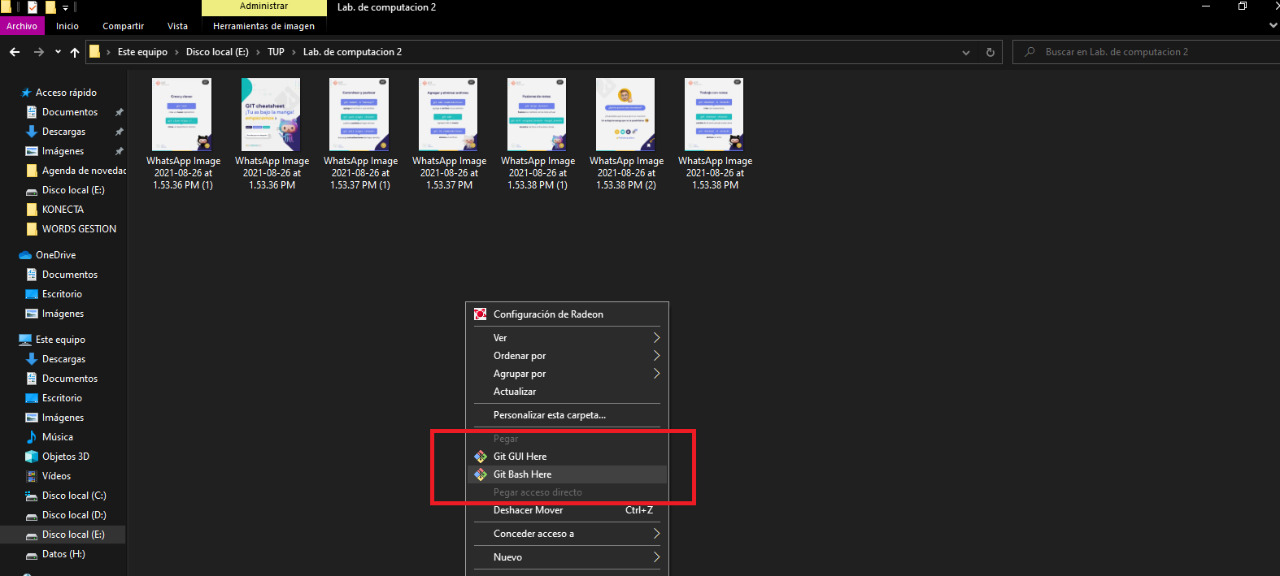 Administrar
Lab. de computacion 2
Archivo
Inicio
Compartir
Vista
Herramientas de imagen
Este equipo
Disco local (E:)
TUP
Lab. de computacion 2
Buscar en Lab. de computacion 2
Acceso rápido
Documentos
Descargas
Imágenes
Agenda de novedac
Disco local (E:)
KONECTA
WORDS GESTION
OneDrive
Documentos
Escritorio
Imágenes
Este equipo
Descargas
Documentos
Escritorio
Imágenes
Música
Objetos 3D
Vídeos
Disco local (C:)
Disco local (D:)
Disco local (E:)
Datos (H:)
GIT cheatsheet
WhatsApp Image
2021-08-26 at
1.53.36 PM (1)
WhatsApp Image
2021-08-26 at
1.53.36 PM
WhatsApp Image
2021-08-26 at
1.53.37 PM (1)
WhatsApp Image
2021-08-26 at
1.53.37 PM
WhatsApp Image
2021-08-26 at
1.53.38 PM (1)
WhatsApp Image
2021-08-26 at
1.53.38 PM (2)
WhatsApp Image
2021-08-26 at
1.53.38 PM
Configuración de Radeon
Ver
Ordenar por
Agrupar por
Actualizar
Personalizar esta carpeta...
Pegar
Git GUI Here
Git Bash Here
Pegar acceso directo
Deshacer Mover Ctrl+Z
Conceder acceso a
Nuevo